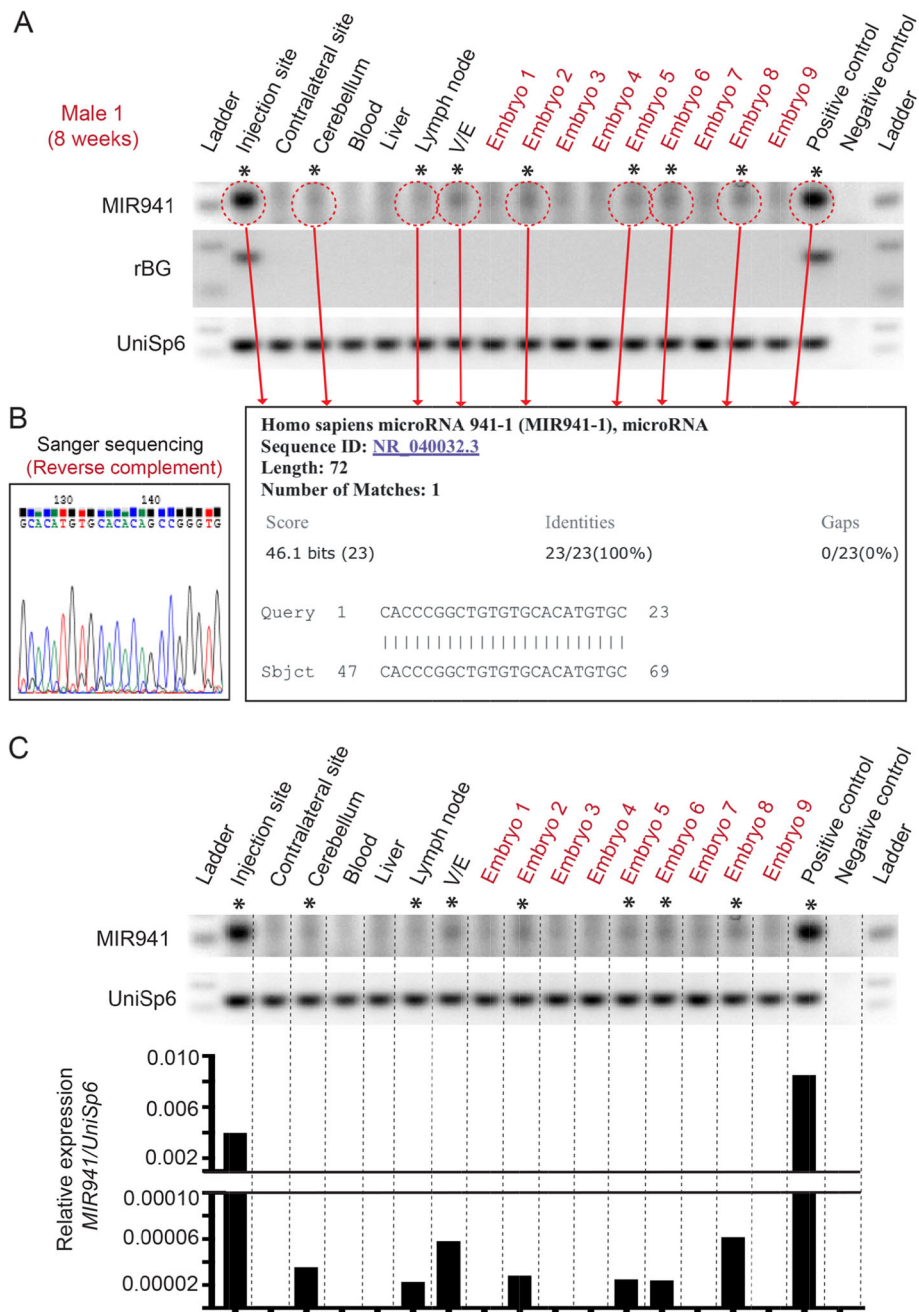 A
Male 1
(8 weeks)
Ladder
Injection site
Contralateral site
Cerebellum
Blood
Liver
Lymph node
V/E
Embryo 1
Embryo 2
Embryo 3
Embryo 4
Embryo 5
Embryo 6
Embryo 7
Embryo 8
Embryo 9
Positive control
Negative control
Ladder
* * * * * * * * *
MIR941
rBG
UniSp6
B
Sanger sequencing
(Reverse complement)
130 140
GCACATGTGCACACAGCCGGGTG
Homo sapiens microRNA 941-1 (MIR941-1), microRNA
Sequence ID: NR_040032.3
Length: 72
Number of Matches: 1
Score Identities Gaps
46.1 bits (23) 23/23(100%) 0/23(0%)
Query 1 CACCCGGCTGTGTGCACATGTGC 23
|||||||||||||||||||||||
Sbjct 47 CACCCGGCTGTGTGCACATGTGC 69
C
Ladder
Injection site
Contralateral site
Cerebellum
Blood
Liver
Lymph node
V/E
Embryo 1
Embryo 2
Embryo 3
Embryo 4
Embryo 5
Embryo 6
Embryo 7
Embryo 8
Embryo 9
Positive control
Negative control
Ladder
* * * * * * * * *
MIR941
UniSp6
Relative expression
MIR941/UniSp6
0.010
0.006
0.002
0.00010
0.00006
0.00002